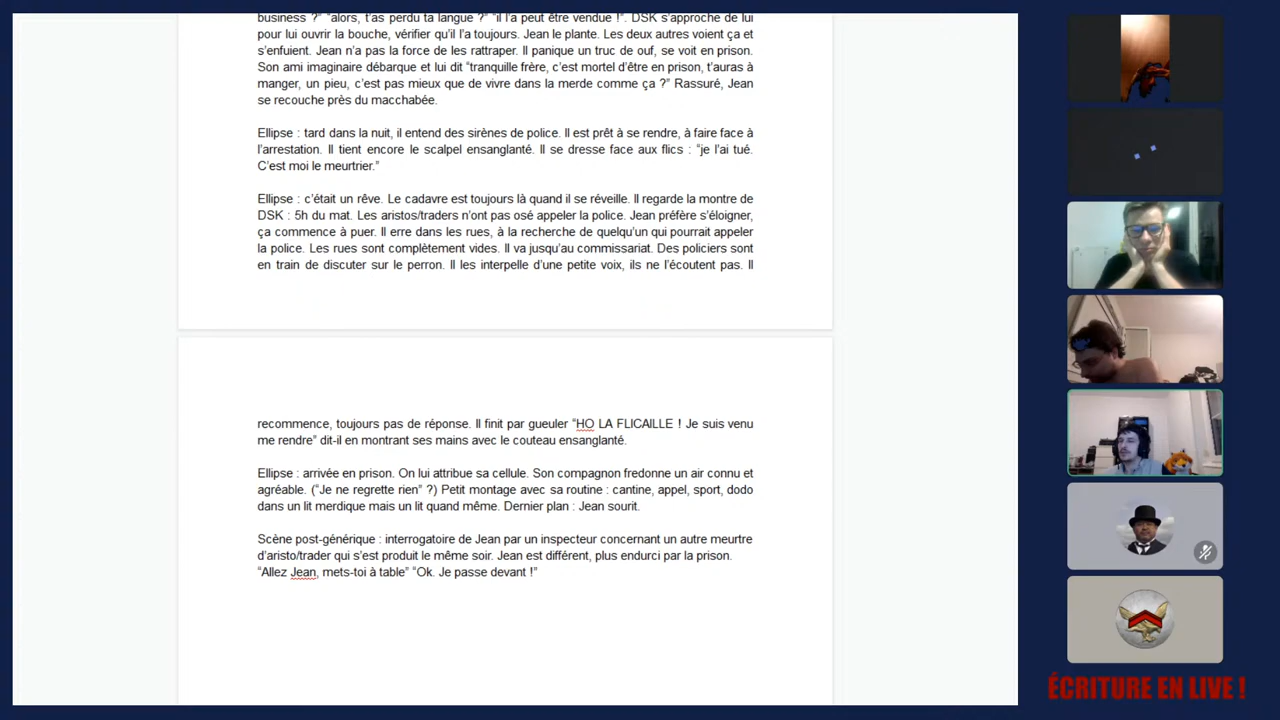 business ?” “alors, t’as perdu ta langue ?” “il l’a peut être vendue !”. DSK s’approche de lui
pour lui ouvrir la bouche, vérifier qu’il l’a toujours. Jean le plante. Les deux autres voient ça et
s’enfuient. Jean n’a pas la force de les rattraper. Il panique un truc de ouf, se voit en prison.
Son ami imaginaire débarque et lui dit “tranquille frère, c’est mortel d’être en prison, t’auras à
manger, un pieu, c’est pas mieux que de vivre dans la merde comme ça ?” Rassuré, Jean
se recouche près du macchabée.
Ellipse : tard dans la nuit, il entend des sirènes de police. Il est prêt à se rendre, à faire face à
l’arrestation. Il tient encore le scalpel ensanglanté. Il se dresse face aux flics : “je l’ai tué.
C’est moi le meurtrier.”
Ellipse : c’était un rêve. Le cadavre est toujours là quand il se réveille. Il regarde la montre de
DSK : 5h du mat. Les aristos/traders n’ont pas osé appeler la police. Jean préfère s’éloigner,
ça commence à puer. Il erre dans les rues, à la recherche de quelqu’un qui pourrait appeler
la police. Les rues sont complètement vides. Il va jusqu’au commissariat. Des policiers sont
en train de discuter sur le perron. Il les interpelle d’une petite voix, ils ne l’écoutent pas. Il
recommence, toujours pas de réponse. Il finit par gueuler “HO LA FLICAILLE ! Je suis venu
me rendre” dit-il en montrant ses mains avec le couteau ensanglanté.
Ellipse : arrivée en prison. On lui attribue sa cellule. Son compagnon fredonne un air connu et
agréable. (“Je ne regrette rien” ?) Petit montage avec sa routine : cantine, appel, sport, dodo
dans un lit merdique mais un lit quand même. Dernier plan : Jean sourit.
Scène post-générique : interrogatoire de Jean par un inspecteur concernant un autre meurtre
d’aristo/trader qui s’est produit le même soir. Jean est différent, plus endurci par la prison.
“Allez Jean, mets-toi à table” “Ok. Je passe devant !”
ÉCRITURE EN LIVE !